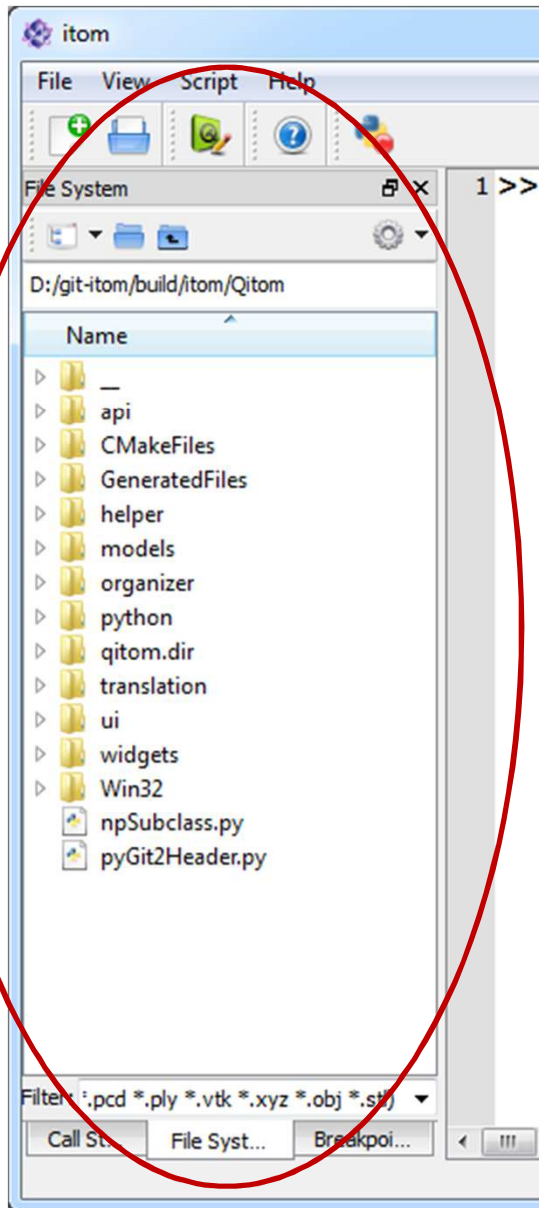 itom
File View Script Help
File System
1 >>
D:/git-itom/build/itom/Qitom
Name
__
api
CMakeFiles
GeneratedFiles
helper
models
organizer
python
qitom.dir
translation
ui
widgets
Win32
npSubclass.py
pyGit2Header.py
Filter: *.pcd *.ply *.vtk *.xyz *.obj *.stl)
Call St... File Syst... Breakpoi...